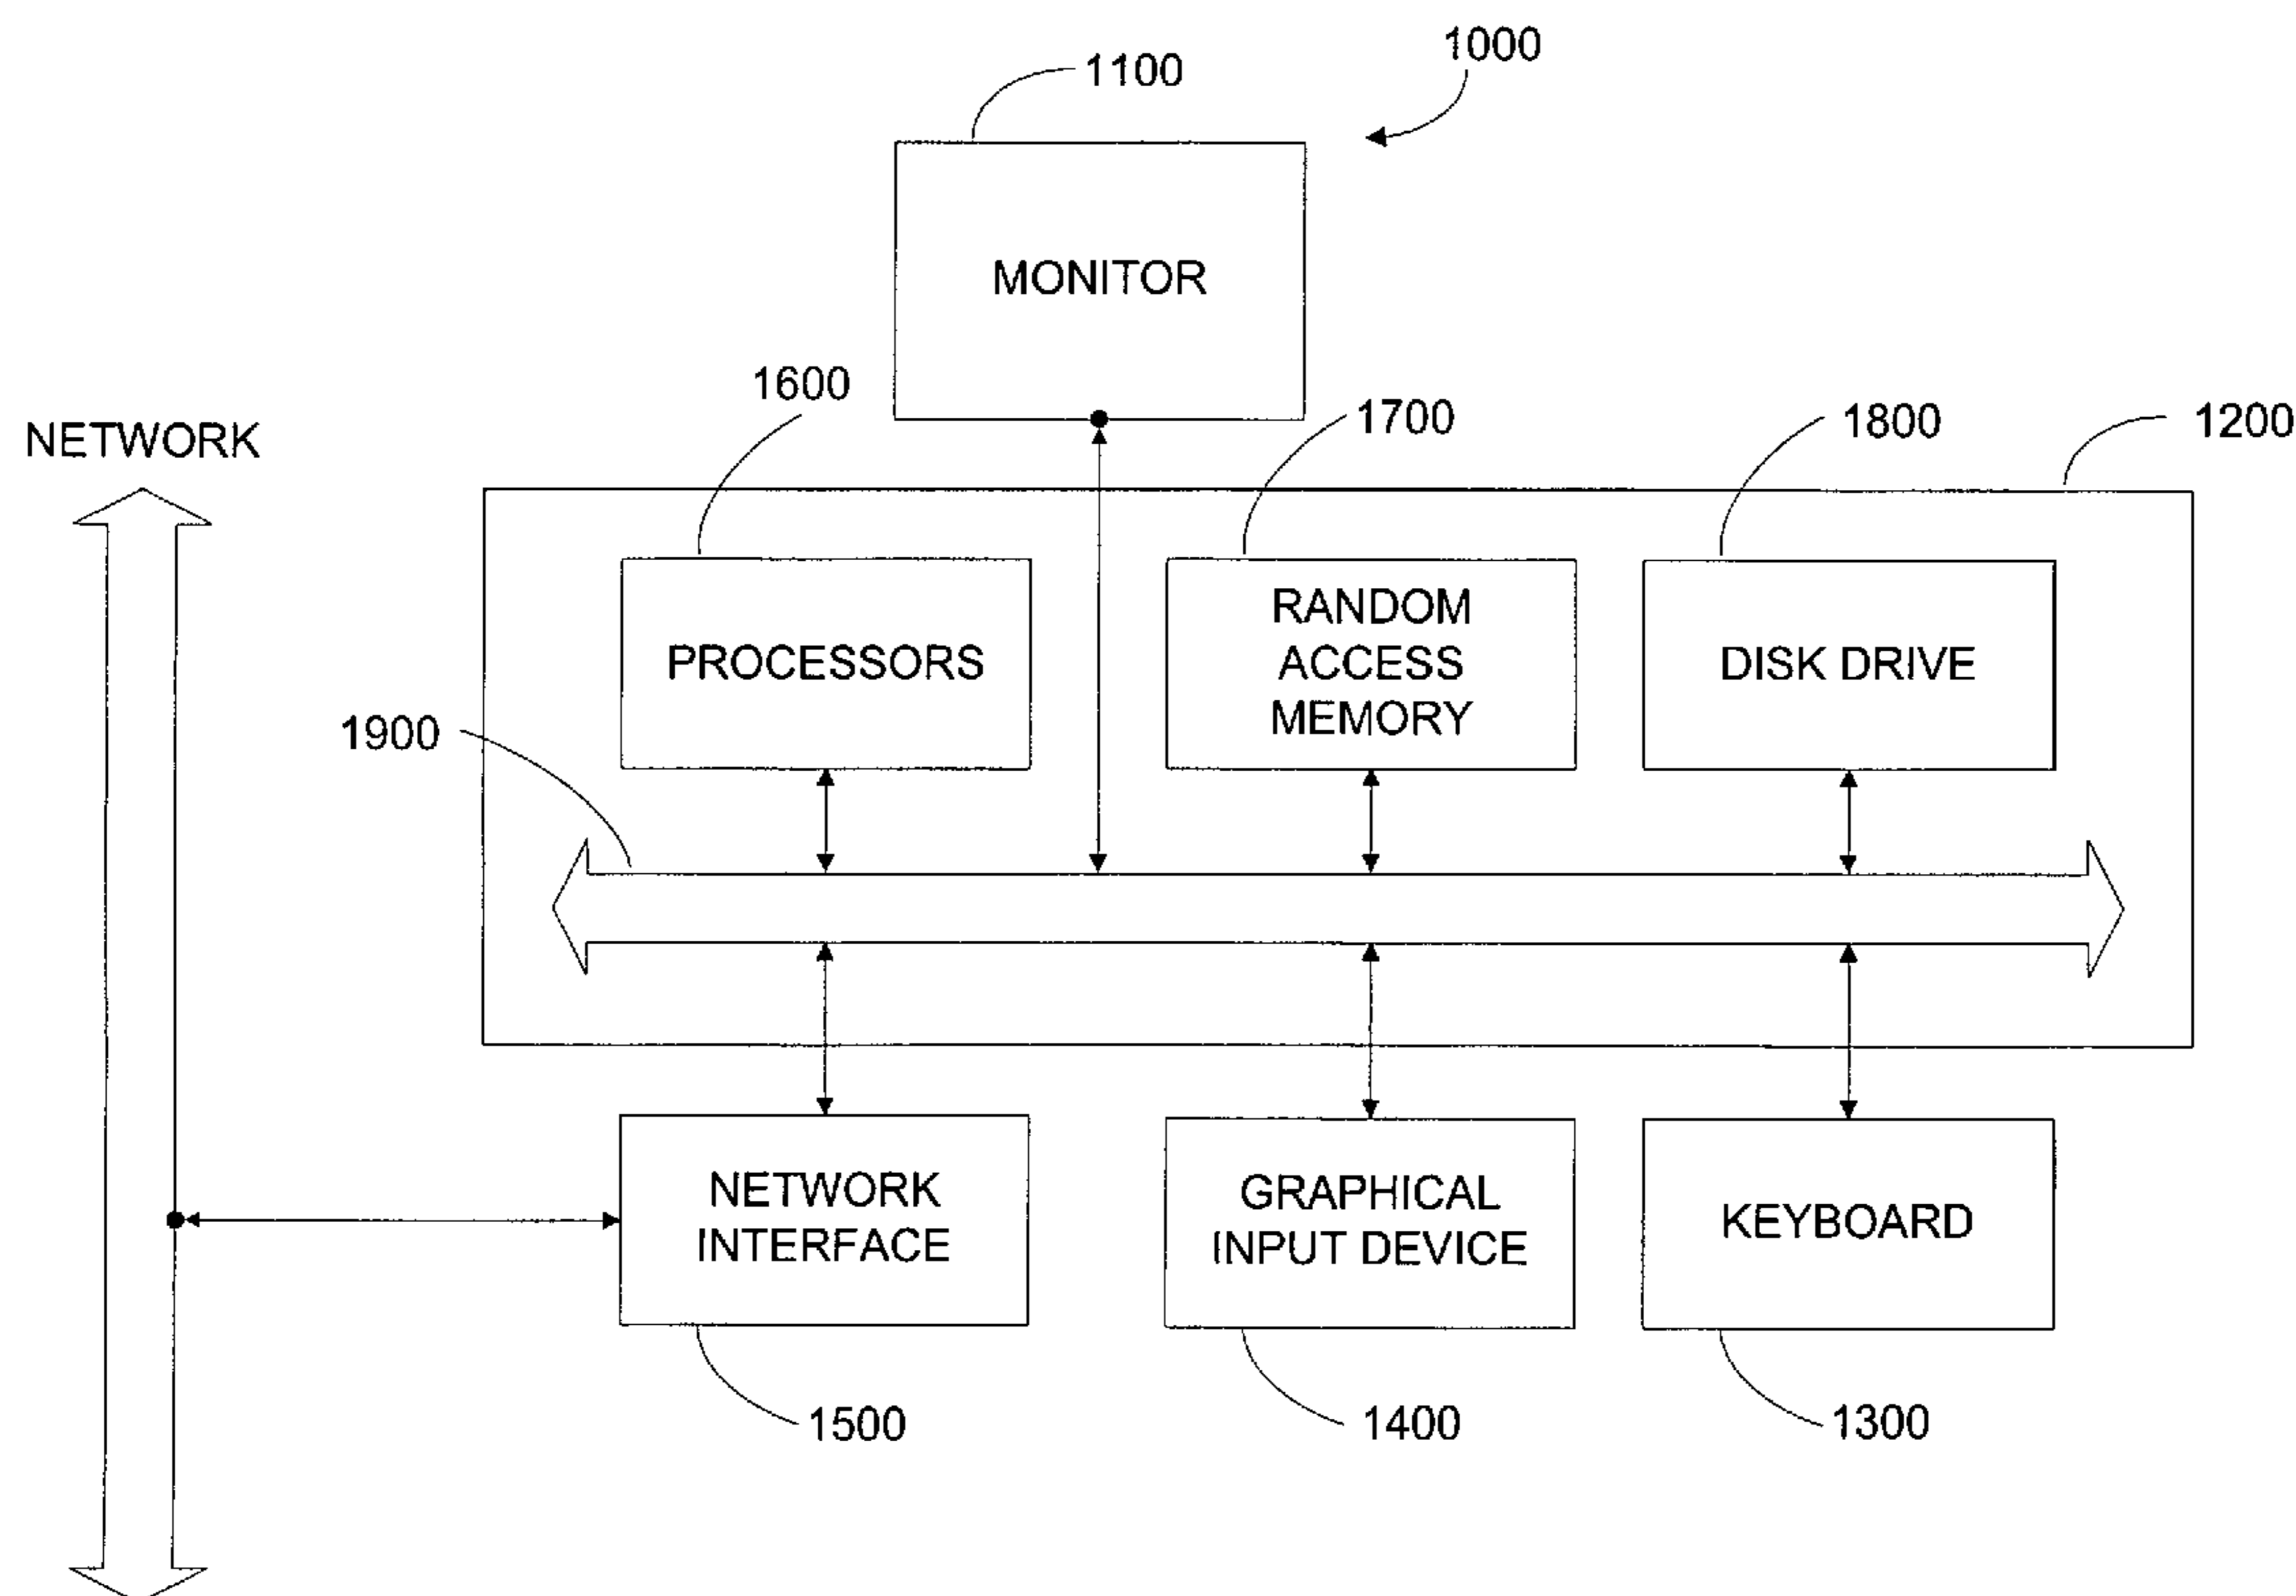 1000
1100
MONITOR
1600
1700
1800
1200
NETWORK
PROCESSORS
RANDOM
ACCESS
MEMORY
DISK DRIVE
1900
NETWORK
INTERFACE
GRAPHICAL
INPUT DEVICE
KEYBOARD
1500
1400
1300